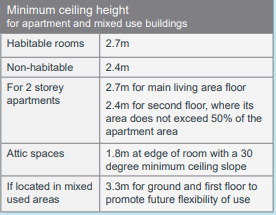 Minimum ceiling height
for apartment and mixed use buildings
Habitable rooms 2.7m
Non-habitable 2.4m
For 2 storey 2.7m for main living area floor
apartments 2.4m for second floor, where its
area does not exceed 50% of the
apartment area
Attic spaces 1.8m at edge of room with a 30
degree minimum ceiling slope
If located in mixed 3.3m for ground and first floor to
used areas promote future flexibility of use